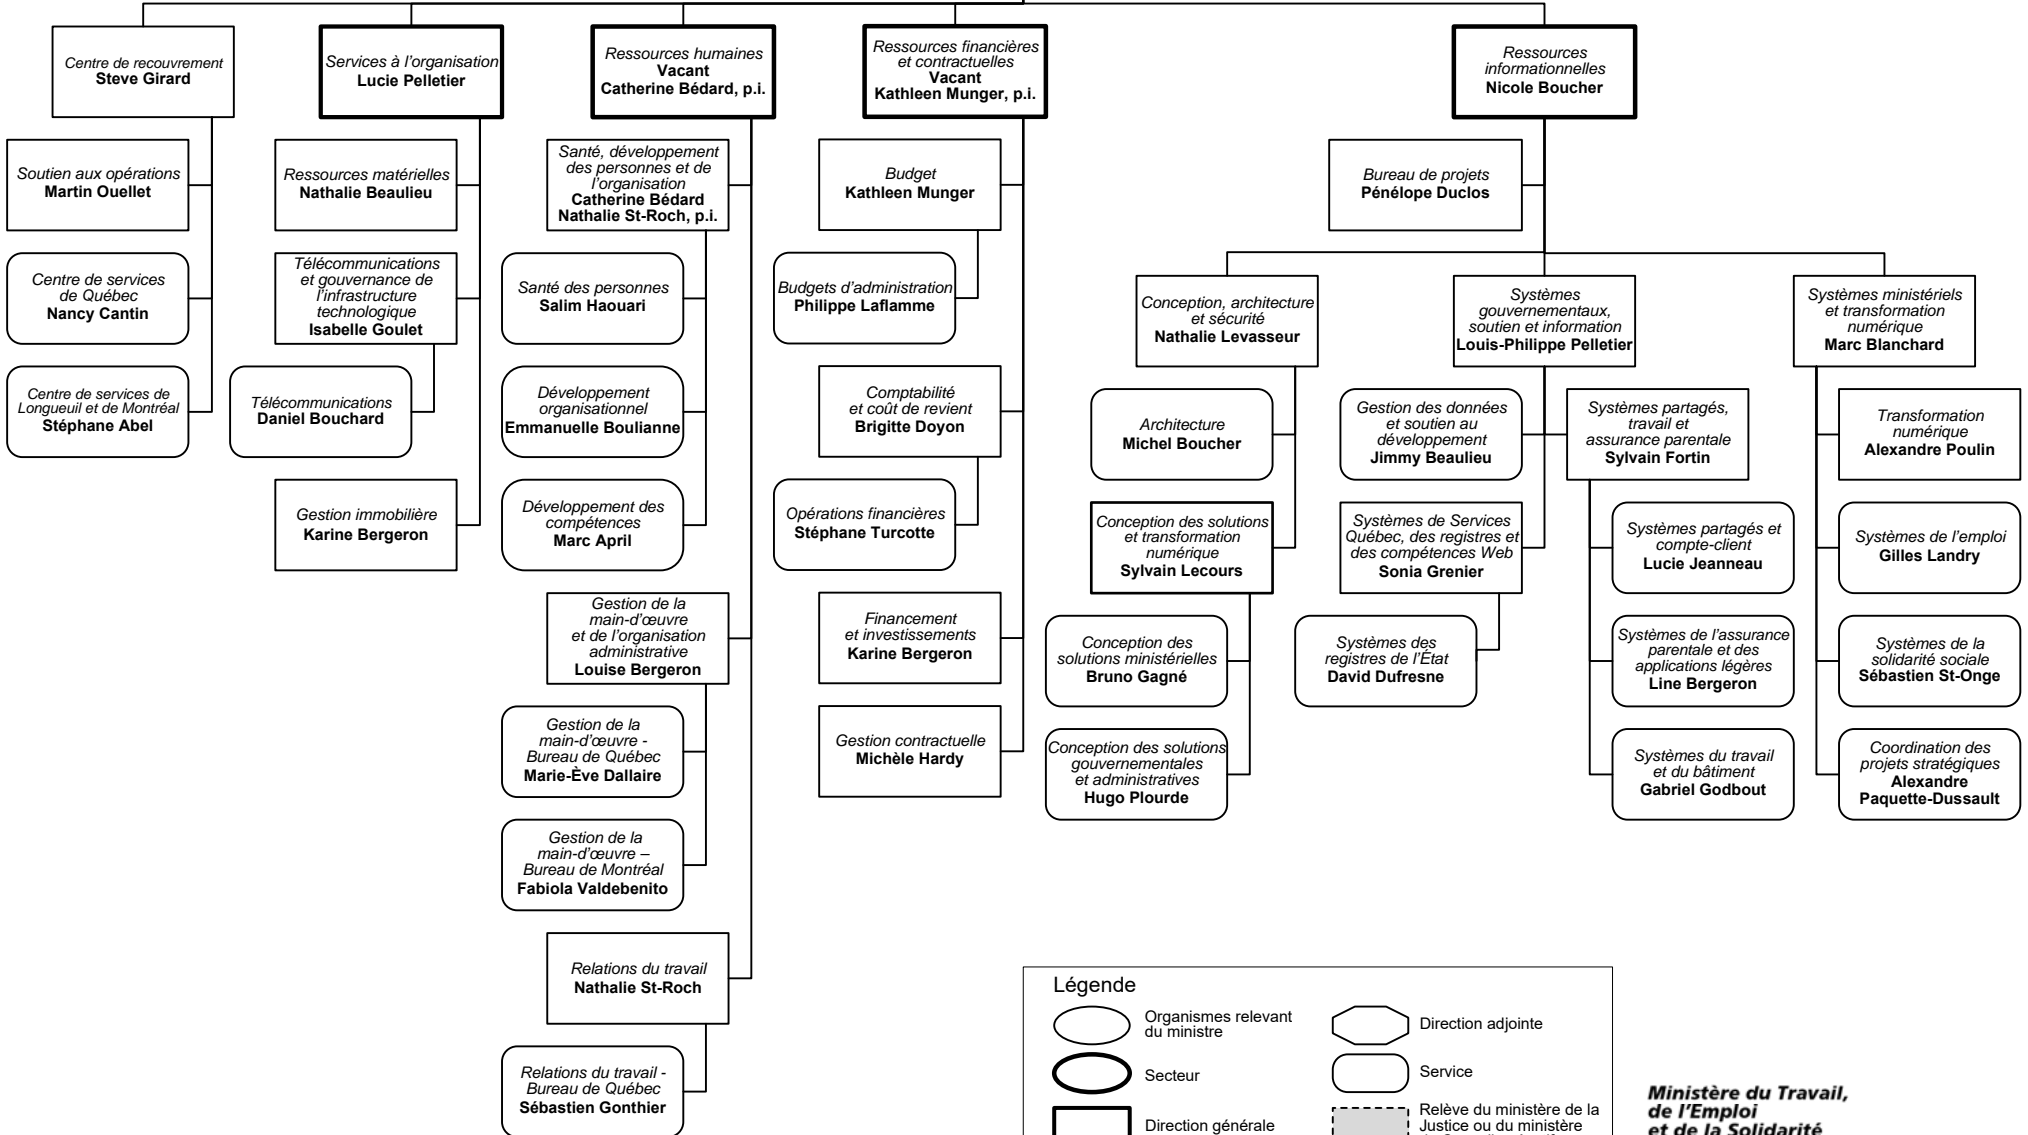 Centre de recouvrement
Steve Girard
Services à l'organisation
Lucie Pelletier
Ressources humaines
Vacant
Catherine Bédard, p.i.
Ressources financières
et contractuelles
Vacant
Kathleen Munger, p.i.
Ressources
informationnelles
Nicole Boucher
Soutien aux opérations
Martin Ouellet
Centre de services
de Québec
Nancy Cantin
Centre de services de
Longueuil et de Montréal
Stéphane Abel
Ressources matérielles
Nathalie Beaulieu
Télécommunications
et gouvernance de
l'infrastructure
technologique
Isabelle Goulet
Télécommunications
Daniel Bouchard
Gestion immobilière
Karine Bergeron
Santé, développement
des personnes et de
l'organisation
Catherine Bédard
Nathalie St-Roch, p.i.
Santé des personnes
Salim Haouari
Développement
organisationnel
Emmanuelle Boulianne
Développement des
compétences
Marc April
Gestion de la
main-d'œuvre
et de l'organisation
administrative
Louise Bergeron
Gestion de la
main-d'œuvre -
Bureau de Québec
Marie-Ève Dallaire
Gestion de la
main-d'œuvre –
Bureau de Montréal
Fabiola Valdebenito
Relations du travail
Nathalie St-Roch
Relations du travail -
Bureau de Québec
Sébastien Gonthier
Budget
Kathleen Munger
Budgets d'administration
Philippe Laflamme
Comptabilité
et coût de revient
Brigitte Doyon
Opérations financières
Stéphane Turcotte
Financement
et investissements
Karine Bergeron
Gestion contractuelle
Michèle Hardy
Bureau de projets
Pénélope Duclos
Conception, architecture
et sécurité
Nathalie Levasseur
Architecture
Michel Boucher
Conception des solutions
et transformation
numérique
Sylvain Lecours
Conception des
solutions ministérielles
Bruno Gagné
Conception des solutions
gouvernementales
et administratives
Hugo Plourde
Systèmes
gouvernementaux,
soutien et information
Louis-Philippe Pelletier
Gestion des données
et soutien au
développement
Jimmy Beaulieu
Systèmes de Services
Québec, des registres et
des compétences Web
Sonia Grenier
Systèmes des
registres de l'État
David Dufresne
Systèmes partagés,
travail et
assurance parentale
Sylvain Fortin
Systèmes partagés et
compte-client
Lucie Jeanneau
Systèmes de l'assurance
parentale et des
applications légères
Line Bergeron
Systèmes du travail
et du bâtiment
Gabriel Godbout
Systèmes ministériels
et transformation
numérique
Marc Blanchard
Transformation
numérique
Alexandre Poulin
Systèmes de l'emploi
Gilles Landry
Systèmes de la
solidarité sociale
Sébastien St-Onge
Coordination des
projets stratégiques
Alexandre
Paquette-Dussault
Légende
Organismes relevant
du ministre
Secteur
Direction générale
Direction adjointe
Service
Relève du ministère de la
Justice ou du ministère
Ministère du Travail,
de l'Emploi
et de la Solidarité